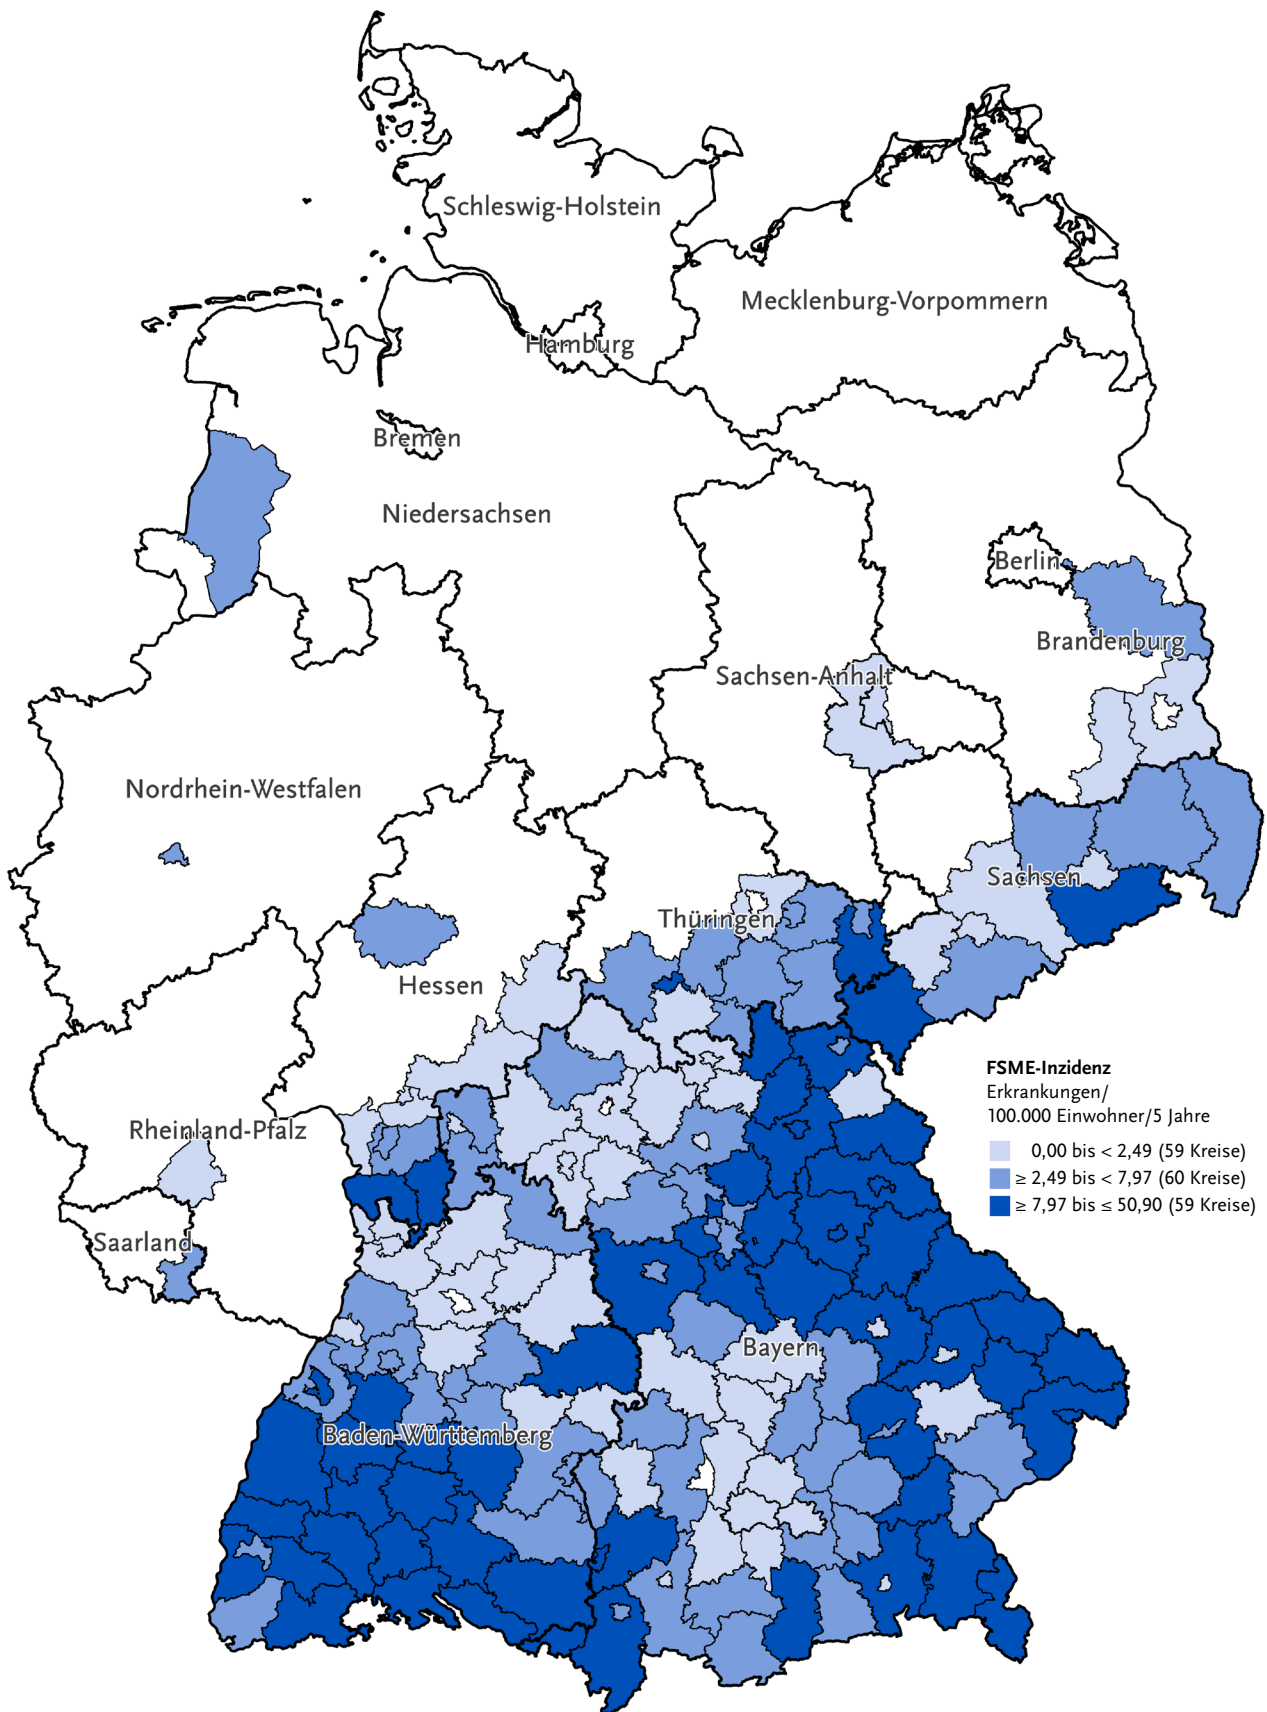 Schleswig-Holstein
Mecklenburg-Vorpommern
Hamburg
Bremen
Niedersachsen
Berlin
Brandenburg
Sachsen-Anhalt
Nordrhein-Westfalen
Sachsen
Thüringen
Hessen
FSME-Inzidenz
Erkrankungen/
100.000 Einwohner/5 Jahre
0,00 bis < 2,49 (59 Kreise)
≥ 2,49 bis < 7,97 (60 Kreise)
≥ 7,97 bis ≤ 50,90 (59 Kreise)
Rheinland-Pfalz
Saarland
Bayern
Baden-Württemberg